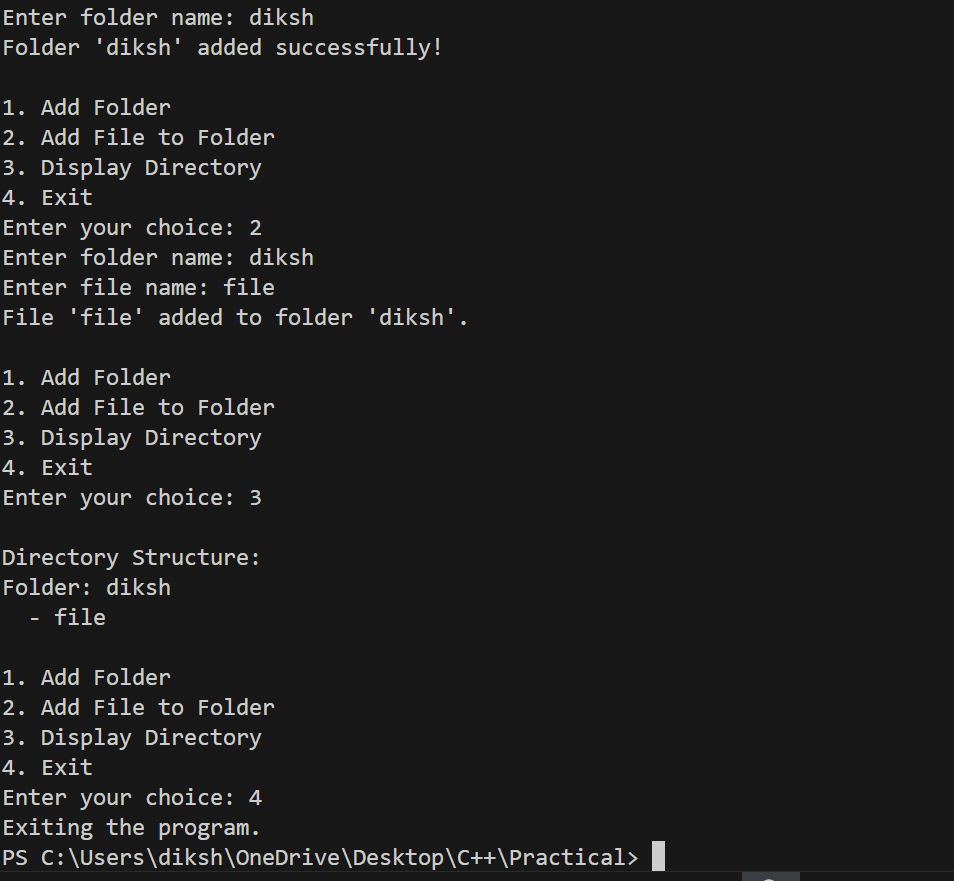 Enter folder name: diksh
Folder 'diksh' added successfully!

1. Add Folder
2. Add File to Folder
3. Display Directory
4. Exit
Enter your choice: 2
Enter folder name: diksh
Enter file name: file
File 'file' added to folder 'diksh'.

1. Add Folder
2. Add File to Folder
3. Display Directory
4. Exit
Enter your choice: 3

Directory Structure:
Folder: diksh
  - file

1. Add Folder
2. Add File to Folder
3. Display Directory
4. Exit
Enter your choice: 4
Exiting the program.
PS C:\Users\diksh\OneDrive\Desktop\C++\Practical>